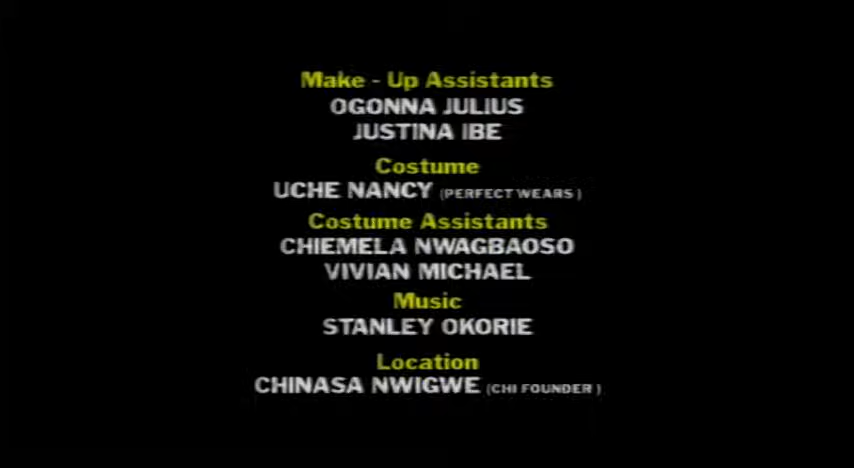 Make - Up Assistants
OGONNA JULIUS
JUSTINA IBE
Costume
UCHE NANCY (PERFECT WEARS)
Costume Assistants
CHIEMELA NWAGBAOSO
VIVIAN MICHAEL
Music
STANLEY OKORIE
Location
CHINASA NWIGWE (CHI FOUNDER)